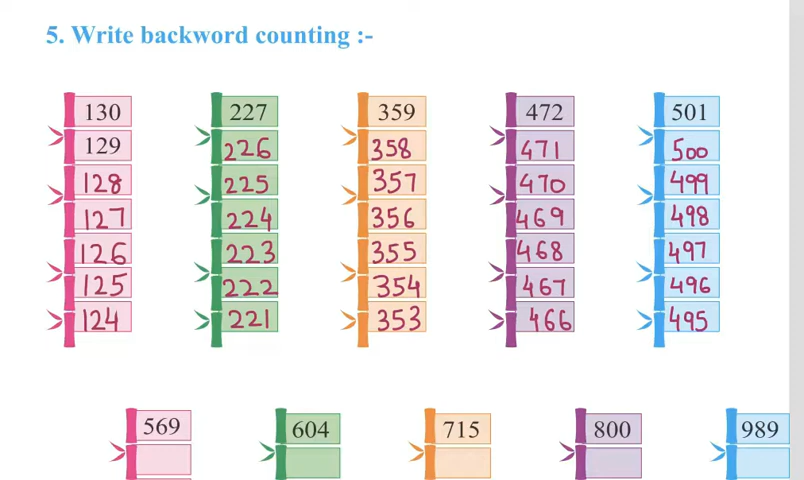 5. Write backword counting :-
130 227 359 472 501
129 226 358 471 500
128 225 357 470 499
127 224 356 469 498
126 223 355 468 497
125 222 354 467 496
124 221 353 466 495
569 604 715 800 989